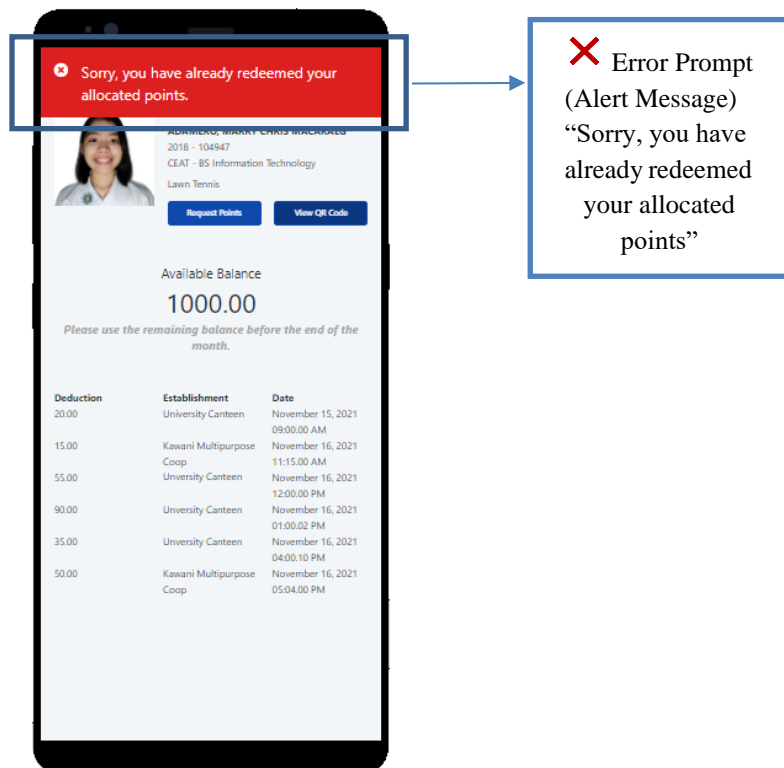 Sorry, you have already redeemed your
allocated points.
2018 - 104947
CEAT - BS Information Technology
Lawn Tennis
Request Points View QR Code
Available Balance
1000.00
Please use the remaining balance before the end of the
month.
Deduction Establishment Date
20.00 University Canteen November 15, 2021
09:00.00 AM
15.00 Kawani Multipurpose November 16, 2021
Coop 11:15.00 AM
55.00 Unversity Canteen November 16, 2021
12:00.00 PM
90.00 Unversity Canteen November 16, 2021
01:00.02 PM
35.00 Unversity Canteen November 16, 2021
04:00.10 PM
50.00 Kawani Multipurpose November 16, 2021
Coop 05:04.00 PM
Error Prompt
(Alert Message)
“Sorry, you have
already redeemed
your allocated
points”